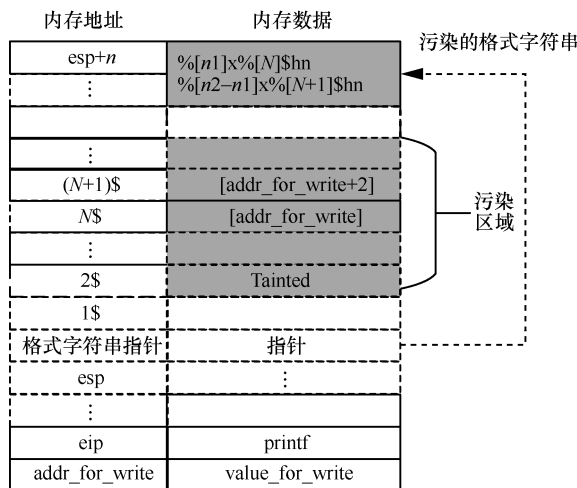 内存地址 内存数据
污染的格式字符串
esp+n %[n1]x%[N]$hn
⋮ %[n2–n1]x%[N+1]$hn
⋮
(N+1)$ [addr_for_write+2]
污染
N$ [addr_for_write]
区域
⋮
2$ Tainted
1$
格式字符串指针 指针
esp ⋮
⋮
eip printf
addr_for_write value_for_write